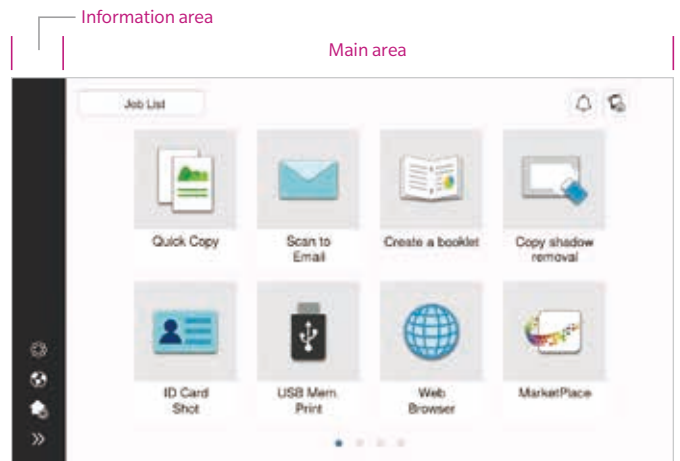 Information area
Main area
Job List
Quick Copy
Scan to
Email
Create a booklet
Copy shadow
removal
ID Card
Shot
USB Mem.
Print
Web
Browser
MarketPlace